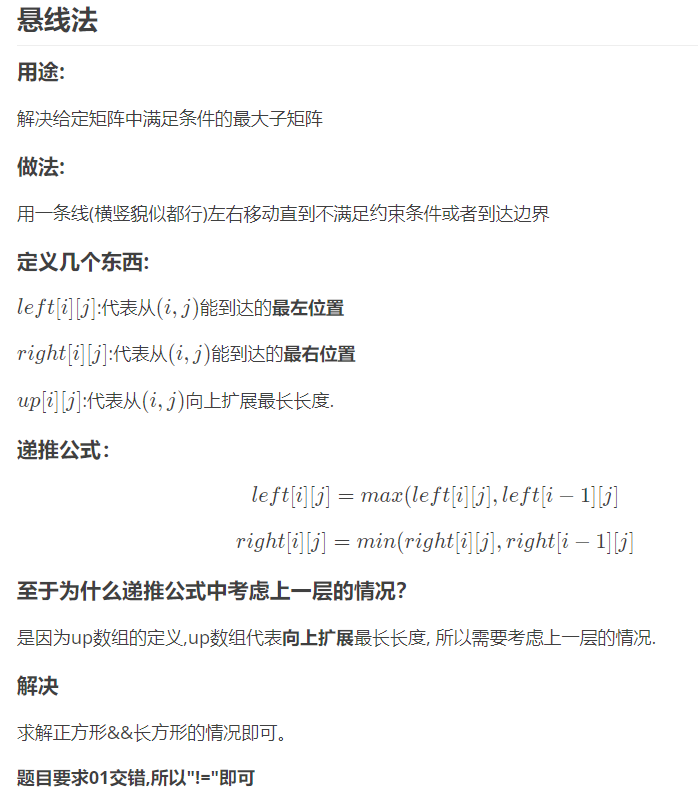 悬线法
用途:
解决给定矩阵中满足条件的最大子矩阵
做法:
用一条线(横竖貌似都行)左右移动直到不满足约束条件或者到达边界
定义几个东西:
left[i][j]:代表从(i, j)能到达的最左位置
right[i][j]:代表从(i, j)能到达的最右位置
up[i][j]:代表从(i, j)向上扩展最长长度.
递推公式：
left[i][j] = max(left[i][j], left[i − 1][j]
right[i][j] = min(right[i][j], right[i − 1][j]
至于为什么递推公式中考虑上一层的情况？
是因为up数组的定义,up数组代表向上扩展最长长度, 所以需要考虑上一层的情况.
解决
求解正方形&&长方形的情况即可。
题目要求01交错,所以"!="即可